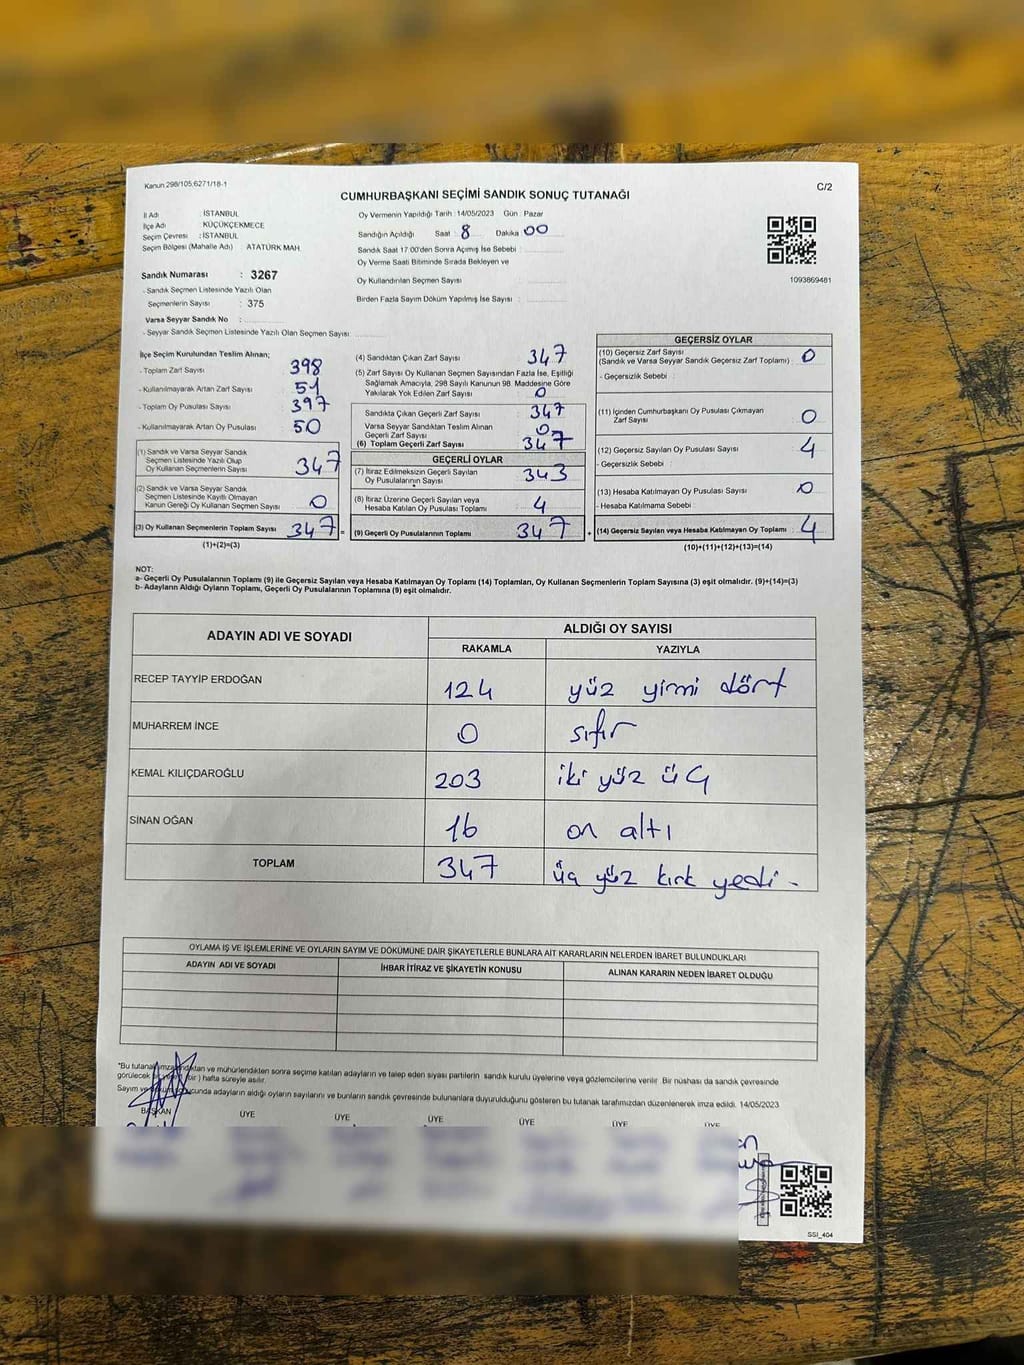 Kanun 298/105;6271/18-1
CUMHURBAŞKANI SEÇİMİ SANDIK SONUÇ TUTANAĞI
C/2
İl Adı : İSTANBUL
İlçe Adı : KÜÇÜKÇEKMECE
Seçim Çevresi : İSTANBUL
Seçim Bölgesi (Mahalle Adı) : ATATÜRK MAH.
Sandık Numarası : 3267
- Sandık Seçmen Listesinde Yazılı Olan
Seçmenlerin Sayısı : 375
Varsa Seyyar Sandık No :
- Seyyar Sandık Seçmen Listesinde Yazılı Olan Seçmen Sayısı:
Oy Vermenin Yapıldığı Tarih : 14/05/2023 Gün : Pazar
Sandığın Açıldığı Saat : 8 Dakika : 00
Sandık Saat 17:00'den Sonra Açımış İse Sebebi :
Oy Verme Saati Bitiminde Sırada Bekleyen ve
Oy Kullandırılan Seçmen Sayısı :
Birden Fazla Sayım Döküm Yapılmış İse Sayısı :
1093869481
İlçe Seçim Kurulundan Teslim Alınan;
- Toplam Zarf Sayısı : 398
- Kullanılmayarak Artan Zarf Sayısı : 51
- Toplam Oy Pusulası Sayısı : 397
- Kullanılmayarak Artan Oy Pusulası : 50
(1) Sandık ve Varsa Seyyar Sandık
Seçmen Listesinde Yazılı Olup
Oy Kullanan Seçmenlerin Sayısı : 347
(2) Sandık ve Varsa Seyyar Sandık
Seçmen Listesinde Kayıtlı Olmayan
Kanun Gereği Oy Kullanan Seçmen Sayısı : 0
(3) Oy Kullanan Seçmenlerin Toplam Sayısı : 347 =
(1)+(2)=(3)
(4) Sandıktan Çıkan Zarf Sayısı : 347
(5) Zarf Sayısı Oy Kullanan Seçmen Sayısından Fazla İse, Eşitliği
Sağlamak Amacıyla, 298 Sayılı Kanunun 98. Maddesine Göre
Yakılarak Yok Edilen Zarf Sayısı : 0
Sandıkta Çıkan Geçerli Zarf Sayısı : 347
Varsa Seyyar Sandıktan Teslim Alınan
Geçerli Zarf Sayısı : 0
(6) Toplam Geçerli Zarf Sayısı : 347
GEÇERLİ OYLAR
(7) İtiraz Edilmeksizin Geçerli Sayılan
Oy Pusulalarının Sayısı : 343
(8) İtiraz Üzerine Geçerli Sayılan veya
Hesaba Katılan Oy Pusulası Toplamı : 4
(9) Geçerli Oy Pusulalarının Toplamı : 347 +
GEÇERSİZ OYLAR
(10) Geçersiz Zarf Sayısı
(Sandık ve Varsa Seyyar Sandık Geçersiz Zarf Toplamı) : 0
- Geçersizlik Sebebi :
(11) İçinden Cumhurbaşkanı Oy Pusulası Çıkmayan
Zarf Sayısı : 0
(12) Geçersiz Sayılan Oy Pusulası Sayısı : 4
- Geçersizlik Sebebi :
(13) Hesaba Katılmayan Oy Pusulası Sayısı : 0
- Hesaba Katılmama Sebebi :
(14) Geçersiz Sayılan veya Hesaba Katılmayan Oy Toplamı : 4
(10)+(11)+(12)+(13)=(14)
NOT:
a- Geçerli Oy Pusulalarının Toplamı (9) ile Geçersiz Sayılan veya Hesaba Katılmayan Oy Toplamı (14) Toplamları, Oy Kullanan Seçmenlerin Toplam Sayısına (3) eşit olmalıdır. (9)+(14)=(3)
b- Adayların Aldığı Oyların Toplamı, Geçerli Oy Pusulalarının Toplamına (9) eşit olmalıdır.
ADAYIN ADI VE SOYADI ALDIĞI OY SAYISI
RAKAMLA YAZIYLA
RECEP TAYYİP ERDOĞAN 124 yüz yirmi dört
MUHARREM İNCE 0 sıfır
KEMAL KILIÇDAROĞLU 203 iki yüz üç
SİNAN OĞAN 16 on altı
TOPLAM 347 üç yüz kırk yedi -
OYLAMA İŞ VE İŞLEMLERİNE VE OYLARIN SAYIM VE DÖKÜMÜNE DAİR ŞİKAYETLERLE BUNLARA AİT KARARLARIN NELERDEN İBARET BULUNDUKLARI
ADAYIN ADI VE SOYADI İHBAR İTİRAZ VE ŞİKAYETİN KONUSU ALINAN KARARIN NEDEN İBARET OLDUĞU
*Bu tutanak ve mühürlendikten sonra seçime katılan adayların ve talep eden siyasi partilerin sandık kurulu üyelerine veya gözlemcilerine verilir. Bir nüshası da sandık çevresinde
görülecek bir ) hafta süreyle asılır.
Sayım ve sonucunda adayların aldığı oyların sayılarını ve bunların sandık çevresinde bulunanlara duyurulduğunu gösteren bu tutanak tarafımızdan düzenlenerek imza edildi. 14/05/2023
BAŞKAN ÜYE ÜYE ÜYE ÜYE ÜYE ÜYE
SSI_404